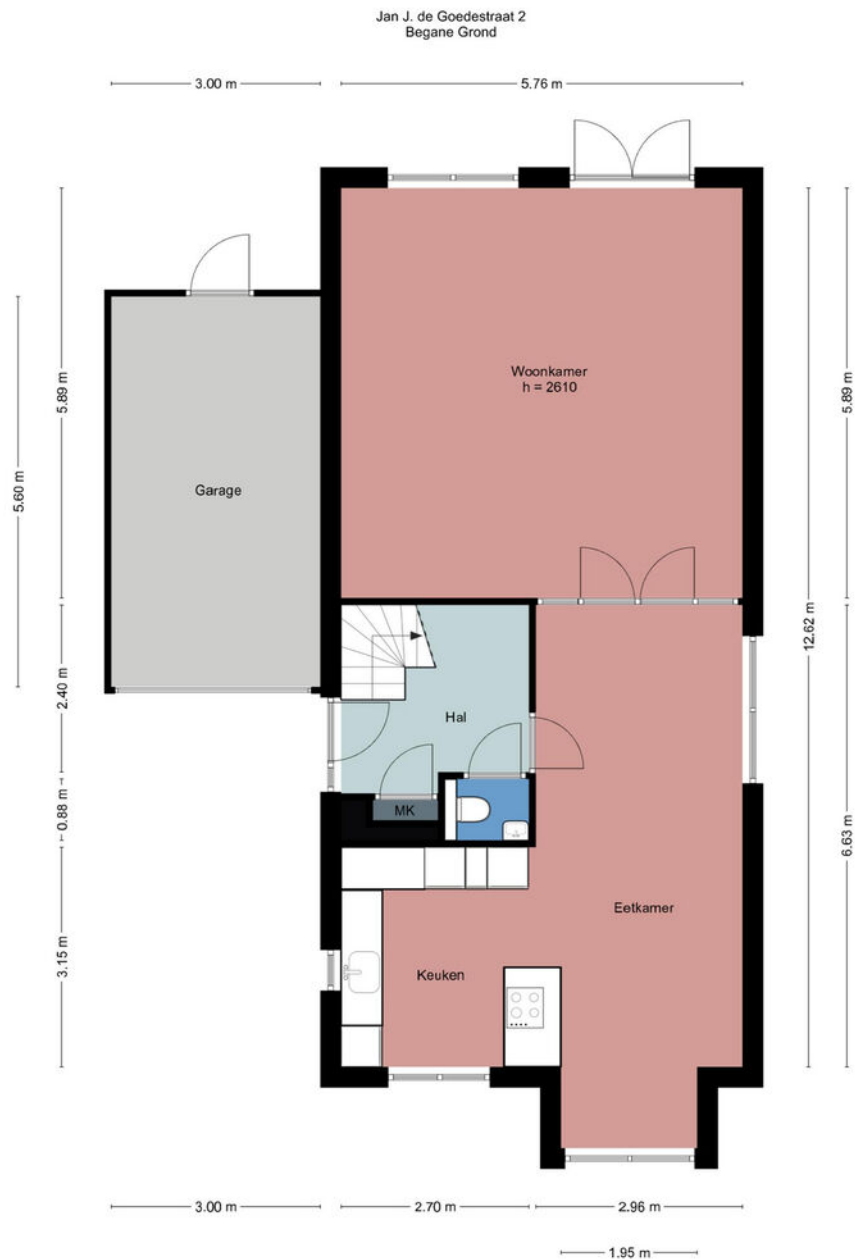 Jan J. de Goedestraat 2
Begane Grond
3.00 m
5.76 m
5.89 m
5.89 m
Woonkamer
h = 2610
5.60 m
Garage
12.62 m
2.40 m
Hal
0.88 m
MK
6.63 m
Eetkamer
3.15 m
Keuken
3.00 m
2.70 m
2.96 m
1.95 m